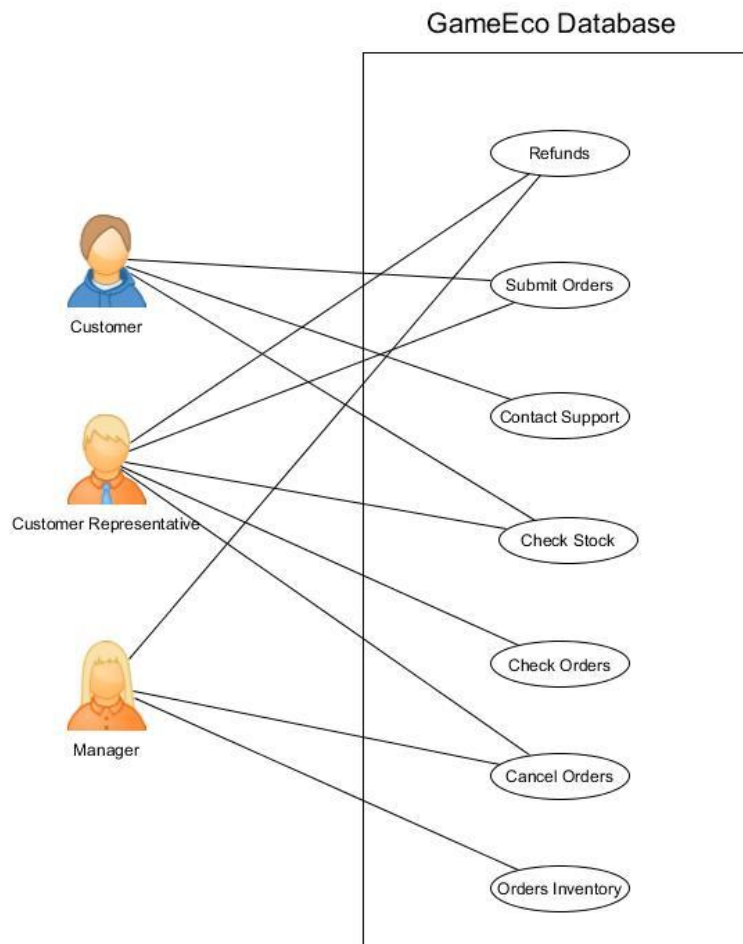 GameEco Database
Refunds
Submit Orders
Customer
Contact Support
Customer Representative
Check Stock
Check Orders
Manager
Cancel Orders
Orders Inventory